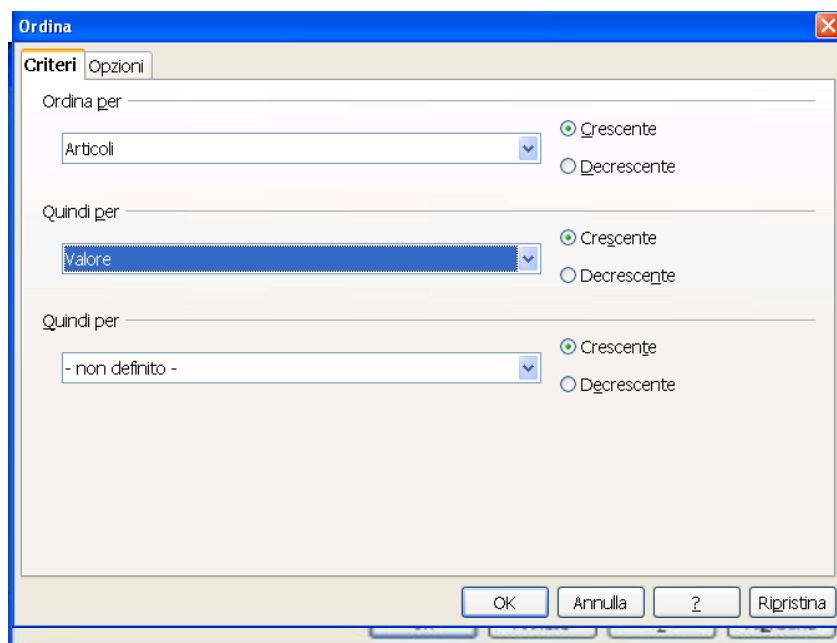 Ordina
Criteri Opzioni
Ordina per
Articoli
Crescente
Decrescente
Quindi per
Valore
Crescente
Decrescente
Quindi per
- non definito -
Crescente
Decrescente
OK Annulla ? Ripristina